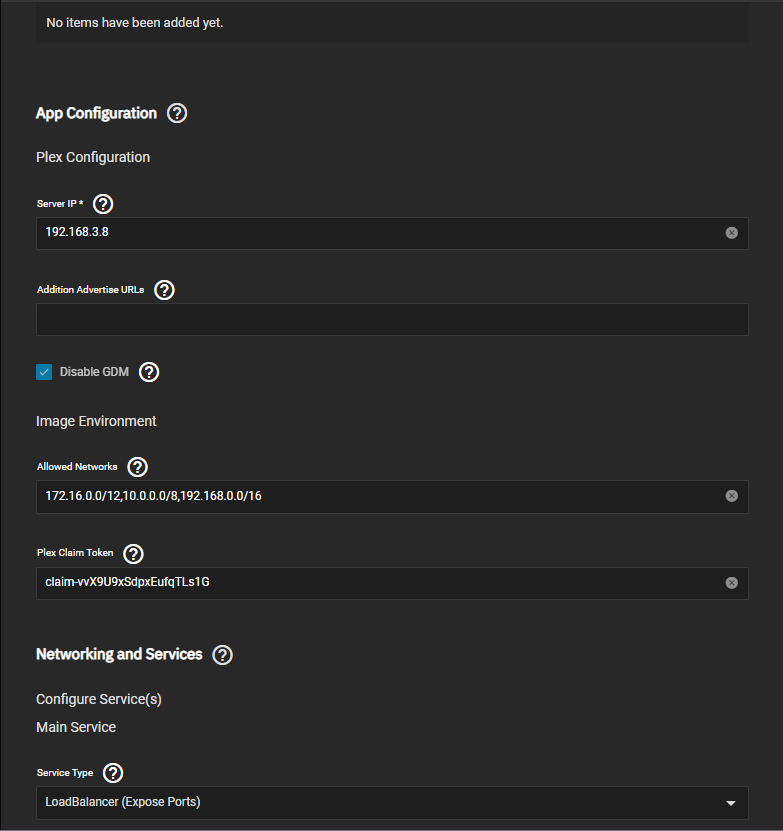 No items have been added yet.
App Configuration
Plex Configuration
Server IP *
192.168.3.8
Addition Advertise URLs
Disable GDM
Image Environment
Allowed Networks
172.16.0.0/12,10.0.0.0/8,192.168.0.0/16
Plex Claim Token
claim-vvX9U9xSdpxEufqTLs1G
Networking and Services
Configure Service(s)
Main Service
Service Type
LoadBalancer (Expose Ports)